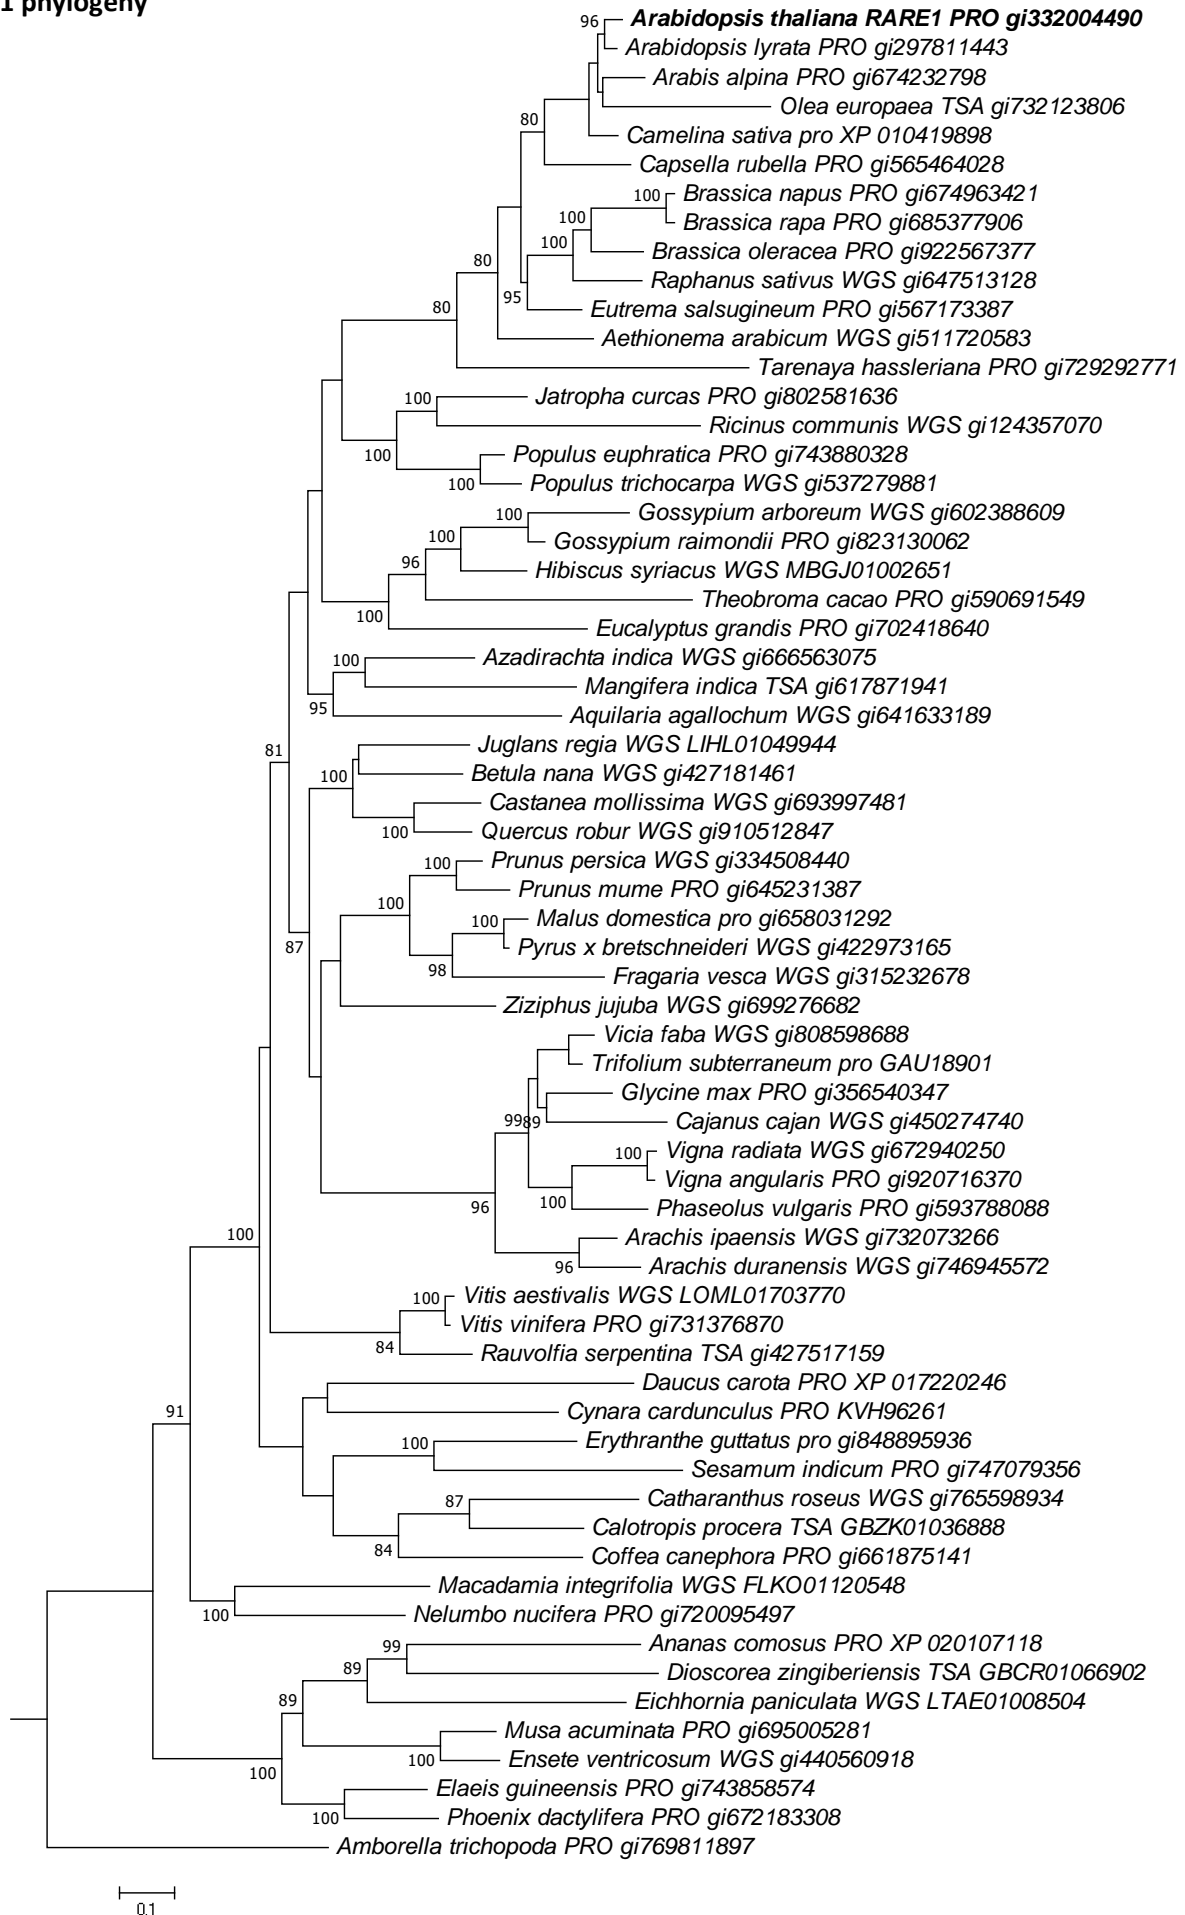 1 phylogeny
96
Arabidopsis thaliana RARE1 PRO gi332004490
Arabidopsis lyrata PRO gi297811443
Arabis alpina PRO gi674232798
Olea europaea TSA gi732123806
80
Camelina sativa pro XP 010419898
Capsella rubella PRO gi565464028
100
Brassica napus PRO gi674963421
Brassica rapa PRO gi685377906
100
Brassica oleracea PRO gi922567377
100
80
Raphanus sativus WGS gi647513128
95
Eutrema salsugineum PRO gi567173387
80
Aethionema arabicum WGS gi511720583
Tarenaya hassleriana PRO gi729292771
100
Jatropha curcas PRO gi802581636
Ricinus communis WGS gi124357070
100
Populus euphratica PRO gi743880328
100
Populus trichocarpa WGS gi537279881
100
Gossypium arboreum WGS gi602388609
100
Gossypium raimondii PRO gi823130062
96
Hibiscus syriacus WGS MBGJ01002651
Theobroma cacao PRO gi590691549
100
Eucalyptus grandis PRO gi702418640
100
Azadirachta indica WGS gi666563075
Mangifera indica TSA gi617871941
95
Aquilaria agallochum WGS gi641633189
81
Juglans regia WGS LIHL01049944
100
Betula nana WGS gi427181461
Castanea mollissima WGS gi693997481
100
Quercus robur WGS gi910512847
100
Prunus persica WGS gi334508440
100
Prunus mume PRO gi645231387
100
Malus domestica pro gi658031292
87
Pyrus x bretschneideri WGS gi422973165
98
Fragaria vesca WGS gi315232678
Ziziphus jujuba WGS gi699276682
Vicia faba WGS gi808598688
Trifolium subterraneum pro GAU18901
Glycine max PRO gi356540347
9989
Cajanus cajan WGS gi450274740
100
Vigna radiata WGS gi672940250
Vigna angularis PRO gi920716370
96
100
Phaseolus vulgaris PRO gi593788088
100
Arachis ipaensis WGS gi732073266
96
Arachis duranensis WGS gi746945572
100
Vitis aestivalis WGS LOML01703770
Vitis vinifera PRO gi731376870
84
Rauvolfia serpentina TSA gi427517159
Daucus carota PRO XP 017220246
91
Cynara cardunculus PRO KVH96261
100
Erythranthe guttatus pro gi848895936
Sesamum indicum PRO gi747079356
87
Catharanthus roseus WGS gi765598934
Calotropis procera TSA GBZK01036888
84
Coffea canephora PRO gi661875141
Macadamia integrifolia WGS FLKO01120548
100
Nelumbo nucifera PRO gi720095497
99
Ananas comosus PRO XP 020107118
89
Dioscorea zingiberiensis TSA GBCR01066902
89
Eichhornia paniculata WGS LTAE01008504
Musa acuminata PRO gi695005281
100
100
Ensete ventricosum WGS gi440560918
Elaeis guineensis PRO gi743858574
100
Phoenix dactylifera PRO gi672183308
Amborella trichopoda PRO gi769811897
0.1